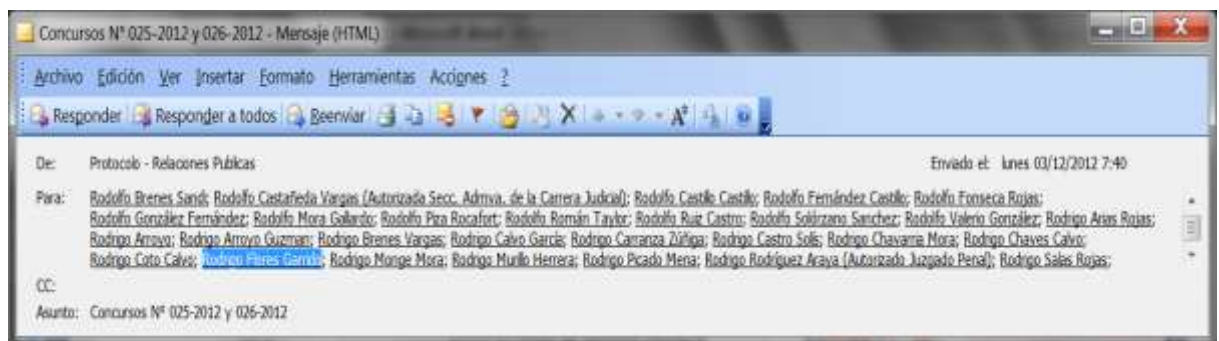 Concursos N° 025-2012 y 026-2012 - Mensaje (HTML)
Archivo Edición Ver Insertar Formato Herramientas Acciones ?
Responder Responder a todos Reenviar
De: Protocolo - Relaciones Publicas Enviado el: lunes 03/12/2012 7:40
Para: Rodolfo Brenes Sandí; Rodolfo Castañeda Vargas (Autorizada Secc. Admva. de la Carrera Judicial); Rodolfo Castillo Castillo; Rodolfo Fernández Castillo; Rodolfo Fonseca Rojas;
Rodolfo González Fernández; Rodolfo Mora Gallardo; Rodolfo Piza Rocafort; Rodolfo Román Taylor; Rodolfo Ruiz Castro; Rodolfo Solórzano Sanchez; Rodolfo Valerio González; Rodrigo Arias Rojas;
Rodrigo Arroyo; Rodrigo Arroyo Guzman; Rodrigo Brenes Vargas; Rodrigo Calvo García; Rodrigo Carranza Zúñiga; Rodrigo Castro Solís; Rodrigo Chavarria Mora; Rodrigo Chaves Calvo;
Rodrigo Coto Calvo; Rodrigo Flores Garrido; Rodrigo Monge Mora; Rodrigo Murillo Herrera; Rodrigo Picado Mena; Rodrigo Rodríguez Araya (Autorizado Juzgado Penal); Rodrigo Salas Rojas;
CC:
Asunto: Concursos Nº 025-2012 y 026-2012